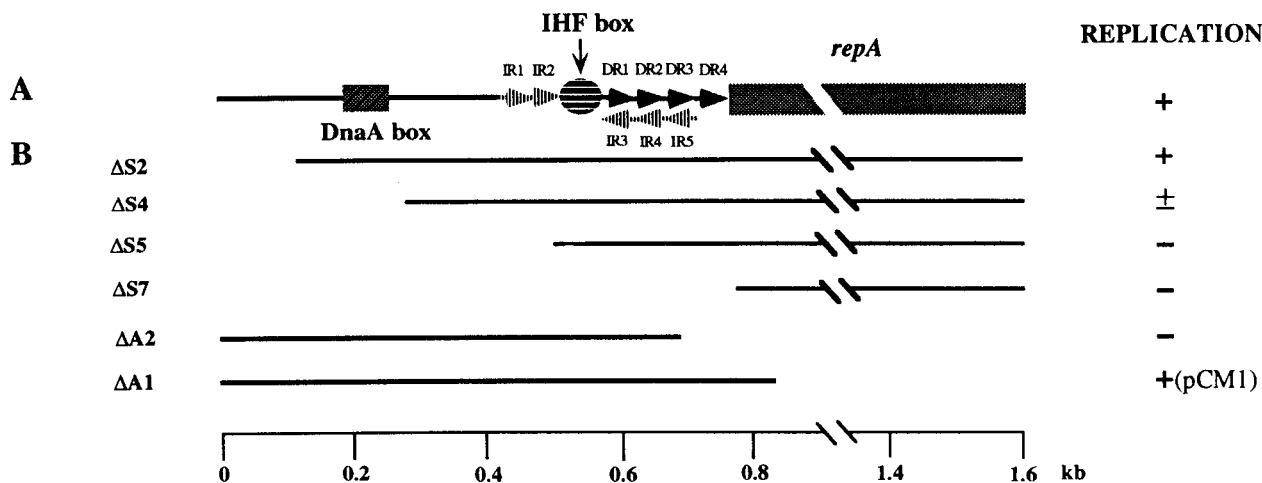 IHF box
REPLICATION
repA
IR1 IR2 DR1 DR2 DR3 DR4
A +
DnaA box
IR3 IR4 IR5
B
ΔS2 +
ΔS4 ±
ΔS5 −
ΔS7 −
ΔA2 −
ΔA1 +(pCM1)
0 0.2 0.4 0.6 0.8 1.4 1.6 kb